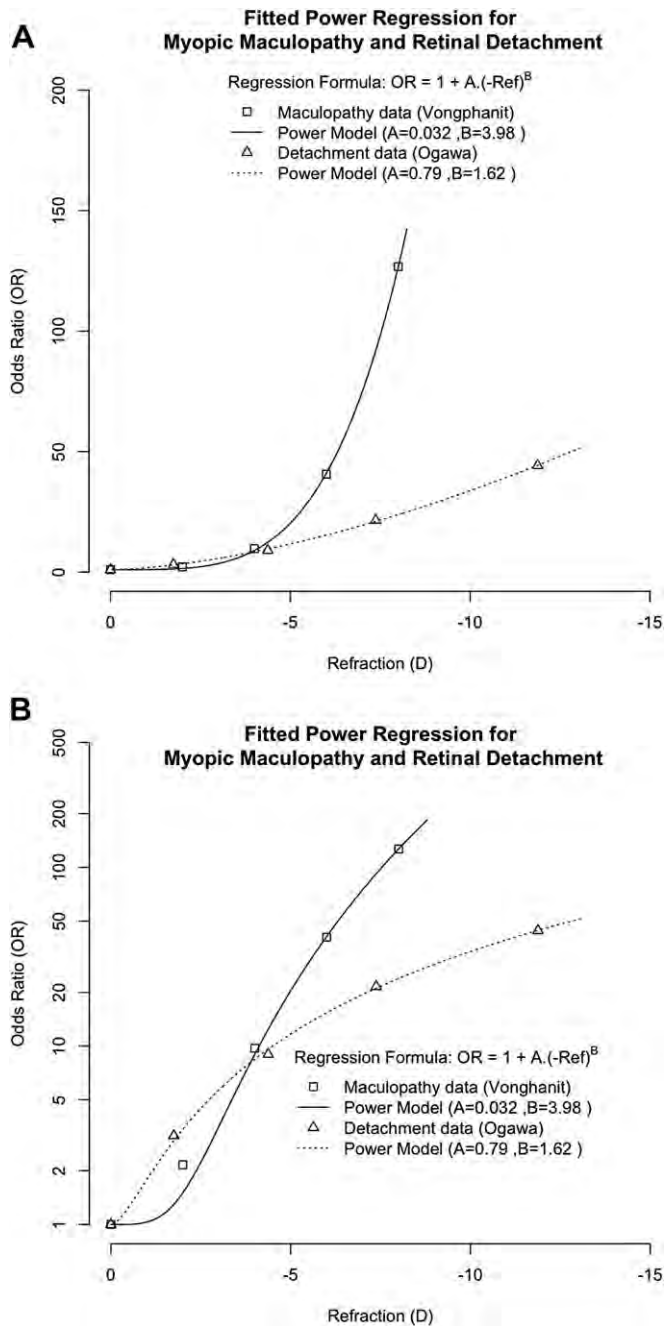 A
Fitted Power Regression for
Myopic Maculopathy and Retinal Detachment
Regression Formula: OR = 1 + A.(-Ref)^B
Maculopathy data (Vongphanit)
Power Model (A=0.032 ,B=3.98 )
Detachment data (Ogawa)
Power Model (A=0.79 ,B=1.62 )
Odds Ratio (OR)
200
150
100
50
0
0
-5
-10
-15
Refraction (D)
B
Fitted Power Regression for
Myopic Maculopathy and Retinal Detachment
Odds Ratio (OR)
500
200
100
50
20
10
5
2
1
Regression Formula: OR = 1 + A.(-Ref)^B
Maculopathy data (Vonghanit)
Power Model (A=0.032 ,B=3.98 )
Detachment data (Ogawa)
Power Model (A=0.79 ,B=1.62 )
0
-5
-10
-15
Refraction (D)